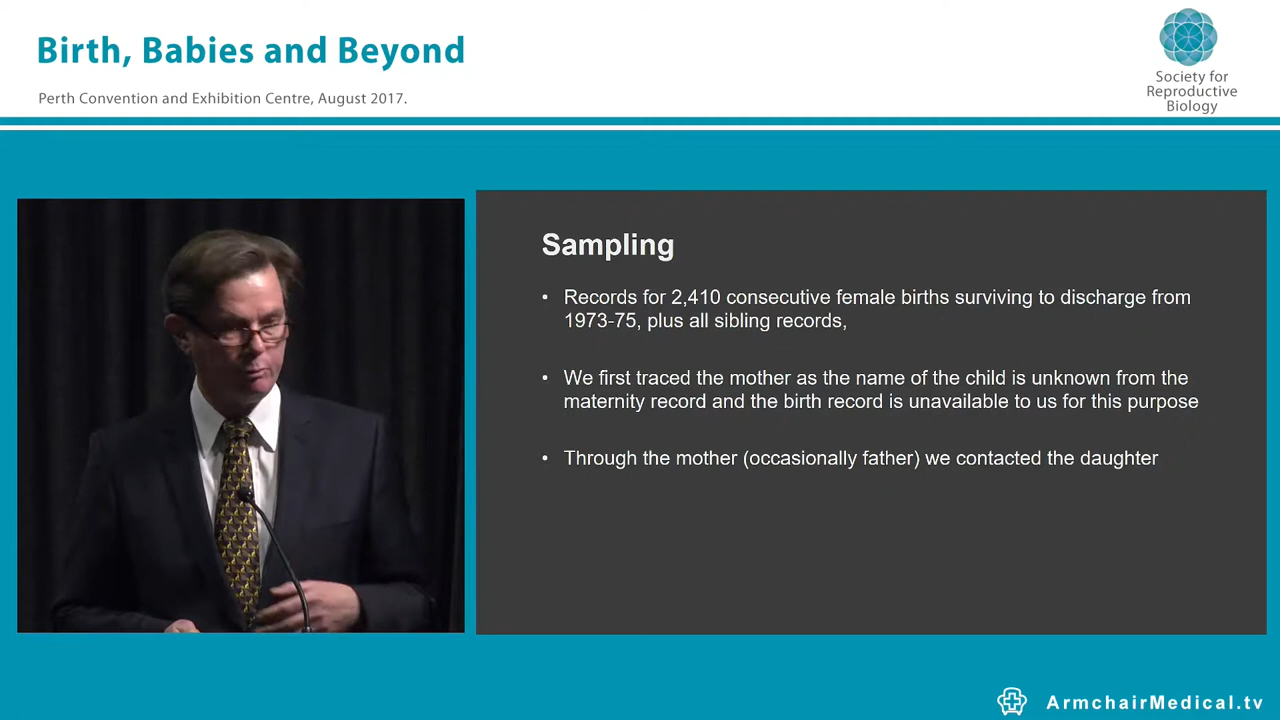 Birth, Babies and Beyond
Perth Convention and Exhibition Centre, August 2017.
Society for
Reproductive
Biology
Sampling
• Records for 2,410 consecutive female births surviving to discharge from
1973-75, plus all sibling records,
• We first traced the mother as the name of the child is unknown from the
maternity record and the birth record is unavailable to us for this purpose
• Through the mother (occasionally father) we contacted the daughter
ArmchairMedical.tv